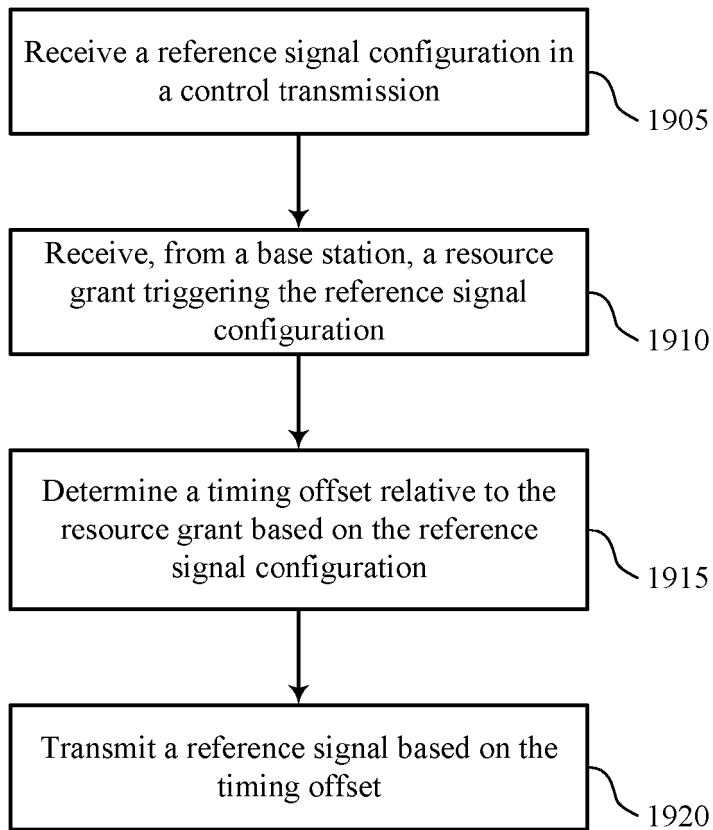 Receive a reference signal configuration in
a control transmission
1905
Receive, from a base station, a resource
grant triggering the reference signal
configuration
1910
Determine a timing offset relative to the
resource grant based on the reference
signal configuration
1915
Transmit a reference signal based on the
timing offset
1920